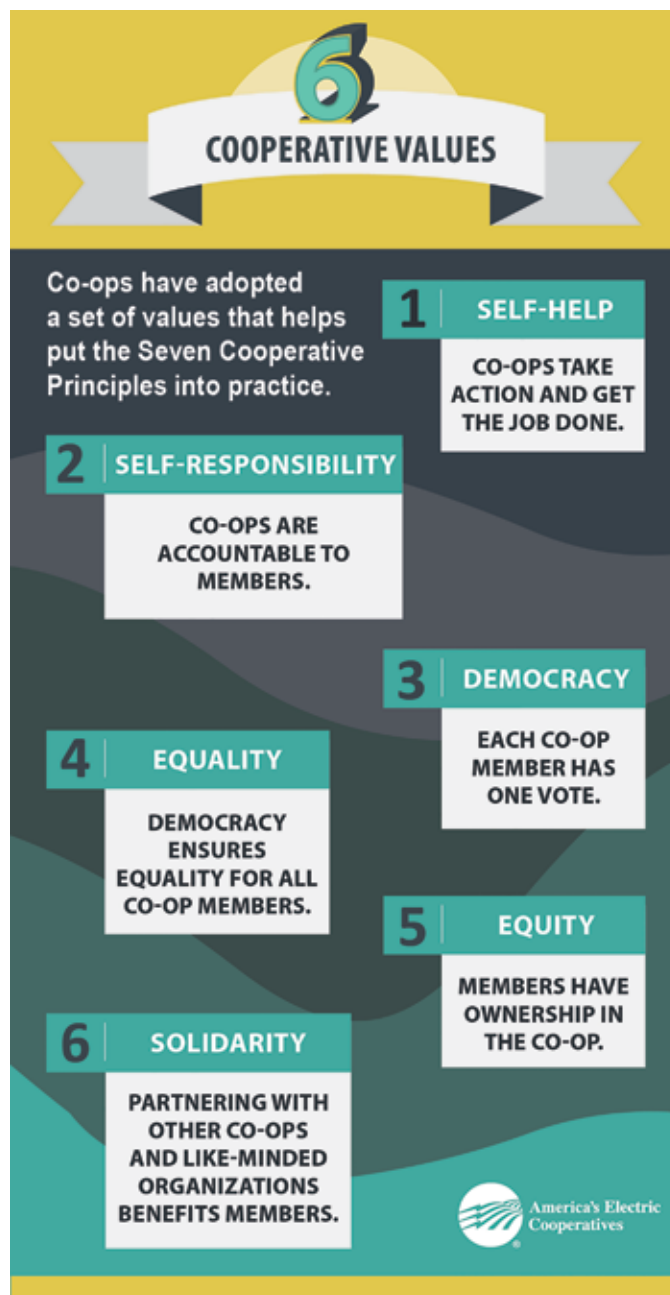 6
COOPERATIVE VALUES
Co-ops have adopted
a set of values that helps
put the Seven Cooperative
Principles into practice.
1 SELF-HELP
CO-OPS TAKE
ACTION AND GET
THE JOB DONE.
2 SELF-RESPONSIBILITY
CO-OPS ARE
ACCOUNTABLE TO
MEMBERS.
3 DEMOCRACY
EACH CO-OP
MEMBER HAS
ONE VOTE.
4 EQUALITY
DEMOCRACY
ENSURES
EQUALITY FOR ALL
CO-OP MEMBERS.
5 EQUITY
MEMBERS HAVE
OWNERSHIP IN
THE CO-OP.
6 SOLIDARITY
PARTNERING WITH
OTHER CO-OPS
AND LIKE-MINDED
ORGANIZATIONS
BENEFITS MEMBERS.
America's Electric
Cooperatives
®